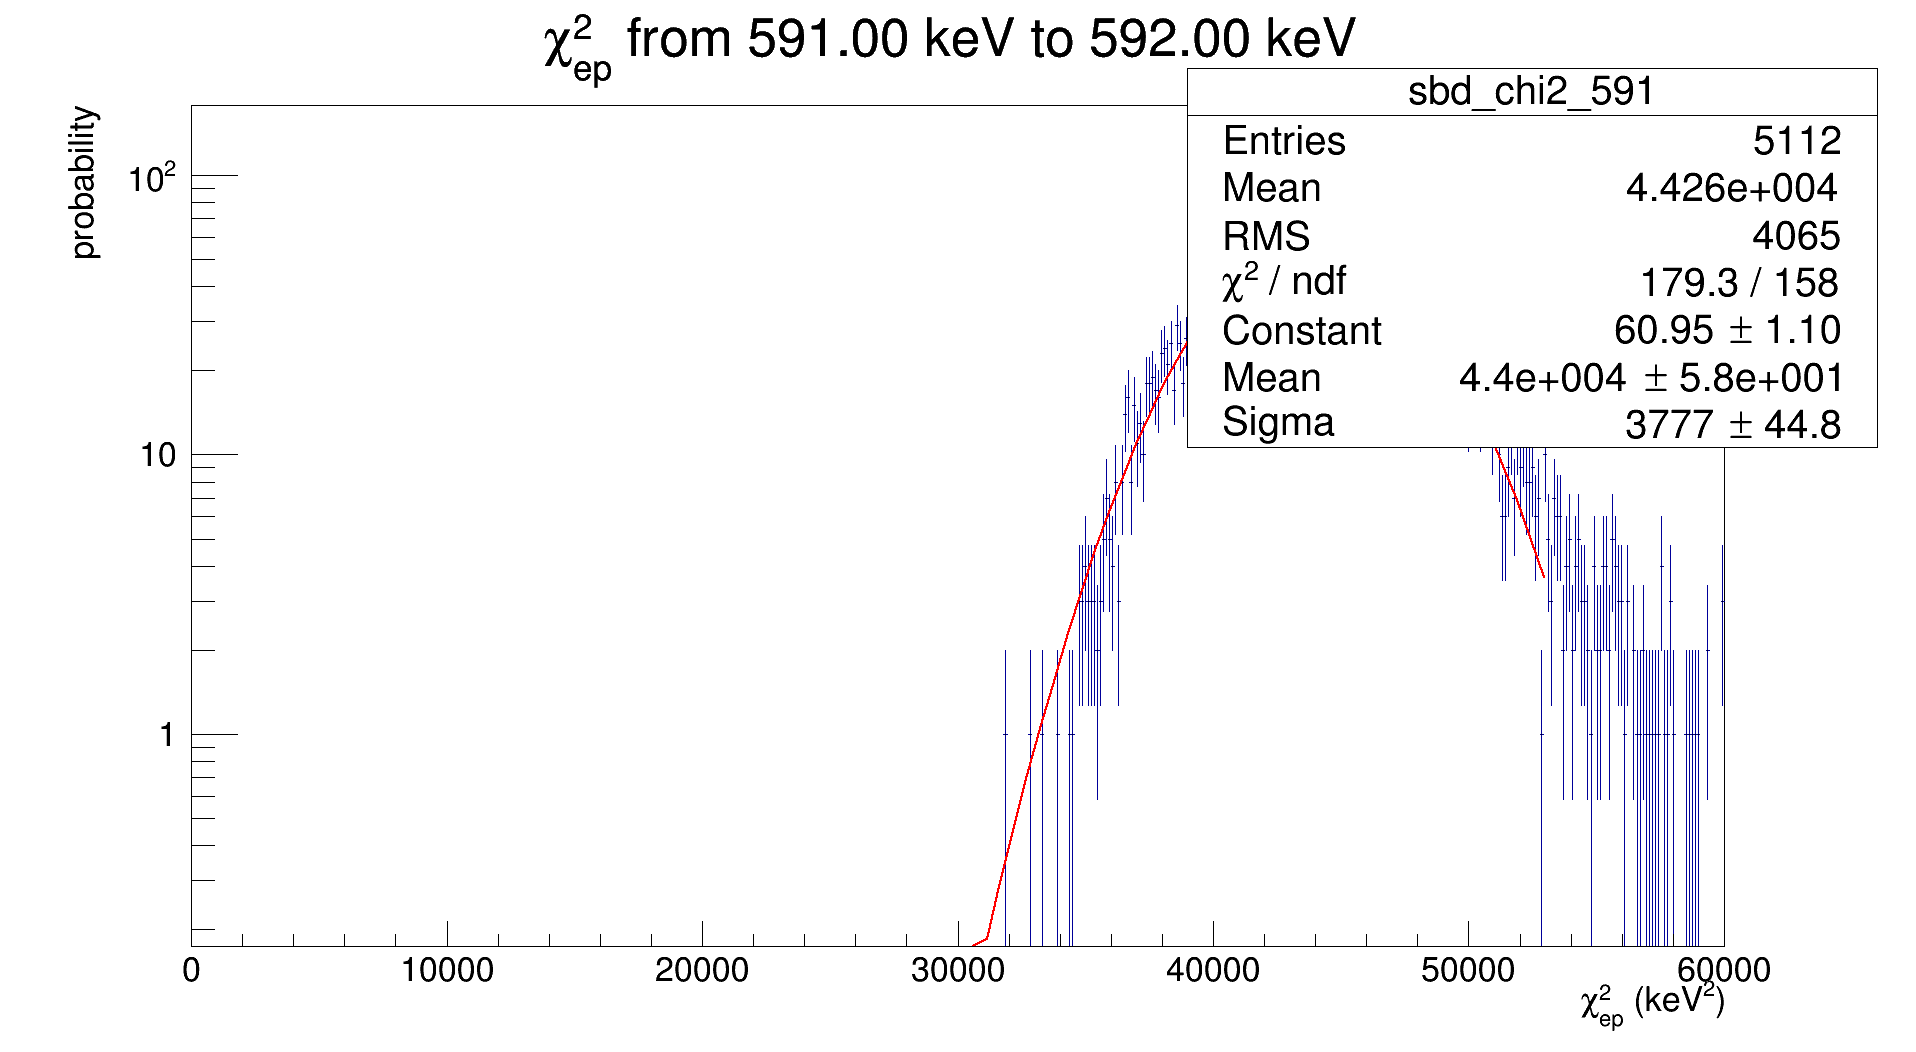 χ²ep from 591.00 keV to 592.00 keV
sbd_chi2_591
Entries 5112
Mean 4.426e+004
RMS 4065
χ² / ndf 179.3 / 158
Constant 60.95 ± 1.10
Mean 4.4e+004 ± 5.8e+001
Sigma 3777 ± 44.8
probability
10²
10
1
0 10000 20000 30000 40000 50000 60000
χ²ep (keV²)